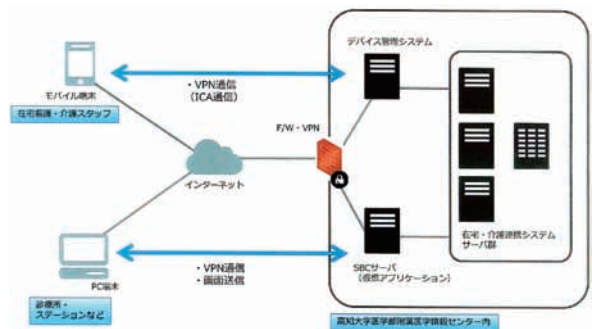 デバイス管理システム
モバイル端末
在宅看護・介護スタッフ
・VPN通信
(ICA通信)
F/W・VPN
インターネット
在宅・介護連携システム
サーバ群
PC端末
・VPN通信
・画面送信
SBCサーバ
(仮想アプリケーション)
診療所・
ステーションなど
高知大学医学部附属医学情報センター内